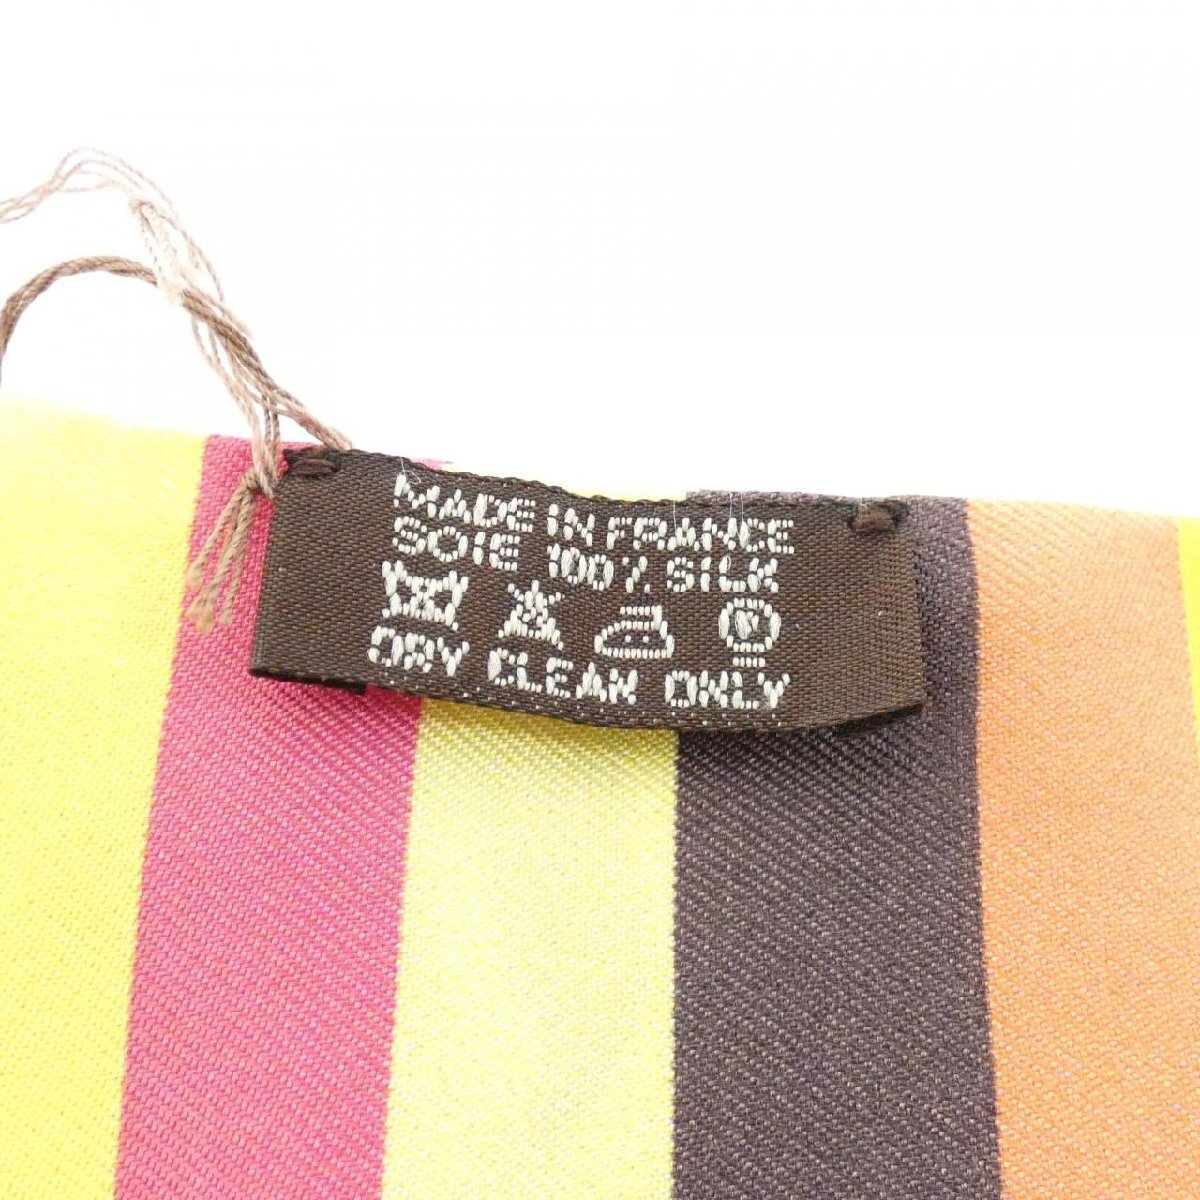 MADE IN FRANCE
SOIE 100% SILK
DRY CLEAN ONLY